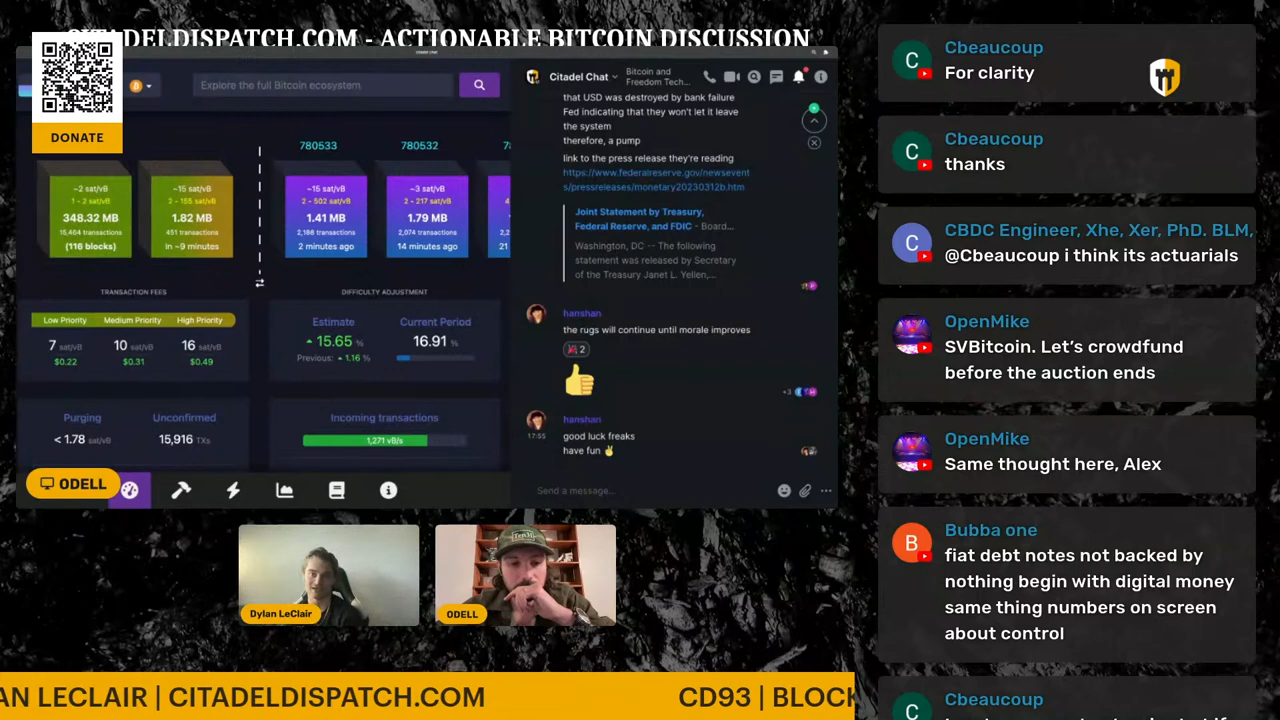 CITADELDISPATCH.COM - ACTIONABLE BITCOIN DISCUSSION
DONATE
Explore the full Bitcoin ecosystem
780533
780532
~2 sat/vB
1 - 2 sat/vB
348.32 MB
15,464 transactions
(116 blocks)
~15 sat/vB
2 - 155 sat/vB
1.82 MB
451 transactions
In ~9 minutes
~15 sat/vB
2 - 502 sat/vB
1.41 MB
2,188 transactions
2 minutes ago
~3 sat/vB
2 - 217 sat/vB
1.79 MB
2,074 transactions
14 minutes ago
21
TRANSACTION FEES
Low Priority
Medium Priority
High Priority
7 sat/vB
$0.22
10 sat/vB
$0.31
16 sat/vB
$0.49
DIFFICULTY ADJUSTMENT
Estimate
15.65 %
Previous: 1.16 %
Current Period
16.91 %
Purging
< 1.78 sat/vB
Unconfirmed
15,916 TXs
Incoming transactions
1,271 vB/s
ODELL
Citadel Chat
Bitcoin and
Freedom Tech...
that USD was destroyed by bank failure
Fed indicating that they won't let it leave
the system
therefore, a pump
link to the press release they're reading
https://www.federalreserve.gov/newsevent
s/pressreleases/monetary20230312b.htm
Joint Statement by Treasury,
Federal Reserve, and FDIC - Board...
Washington, DC -- The following
statement was released by Secretary
of the Treasury Janet L. Yellen,...
hanshan
the rugs will continue until morale improves
2
+3
hanshan
17:55
good luck freaks
have fun ✌
Send a message...
Dylan LeClair
ODELL
AN LECLAIR | CITADELDISPATCH.COM
CD93 | BLOCK
Cbeaucoup
For clarity
Cbeaucoup
thanks
CBDC Engineer, Xhe, Xer, PhD. BLM,
@Cbeaucoup i think its actuarials
OpenMike
SVBitcoin. Let's crowdfund
before the auction ends
OpenMike
Same thought here, Alex
Bubba one
fiat debt notes not backed by
nothing begin with digital money
same thing numbers on screen
about control
Cbeaucoup